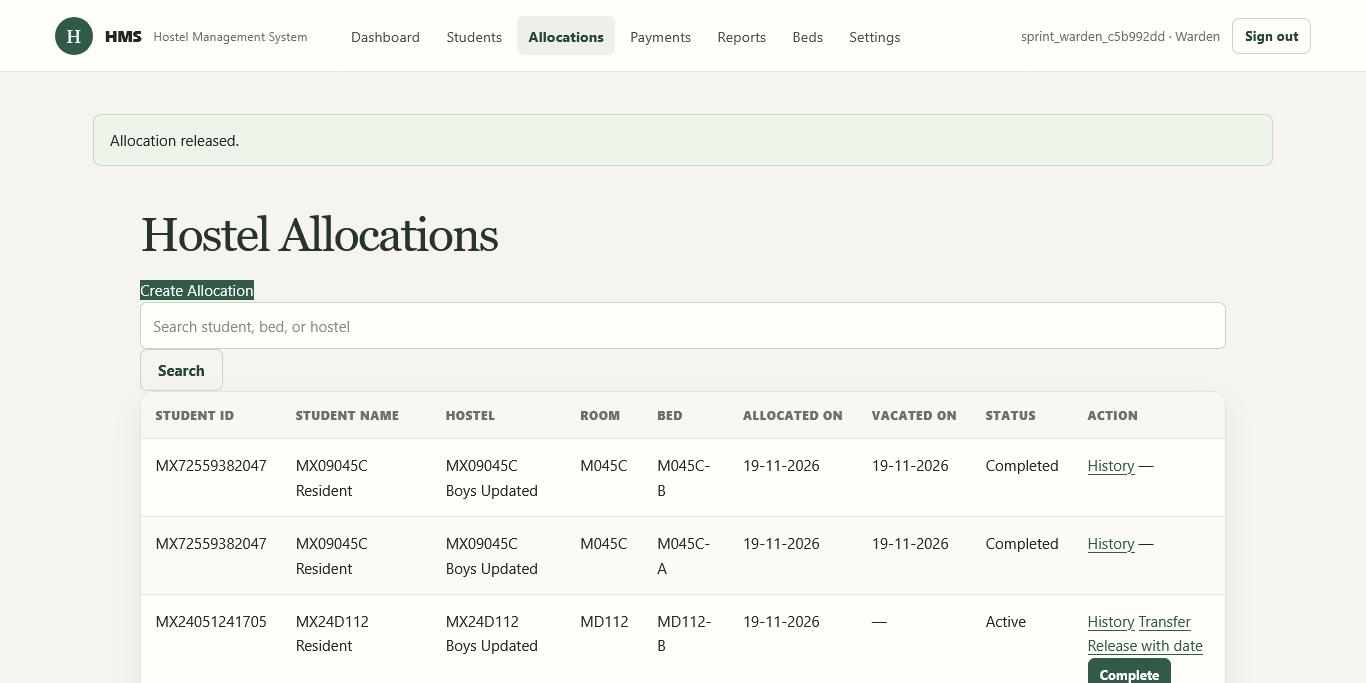 H HMS Hostel Management System Dashboard Students Allocations Payments Reports Beds Settings sprint_warden_c5b992dd · Warden Sign out
Allocation released.
Hostel Allocations
Create Allocation
Search student, bed, or hostel
Search
STUDENT ID STUDENT NAME HOSTEL ROOM BED ALLOCATED ON VACATED ON STATUS ACTION
MX72559382047 MX09045C MX09045C M045C M045C- 19-11-2026 19-11-2026 Completed History —
Resident Boys Updated B
MX72559382047 MX09045C MX09045C M045C M045C- 19-11-2026 19-11-2026 Completed History —
Resident Boys Updated A
MX24051241705 MX24D112 MX24D112 MD112 MD112- 19-11-2026 — Active History Transfer
Resident Boys Updated B Release with date
Complete